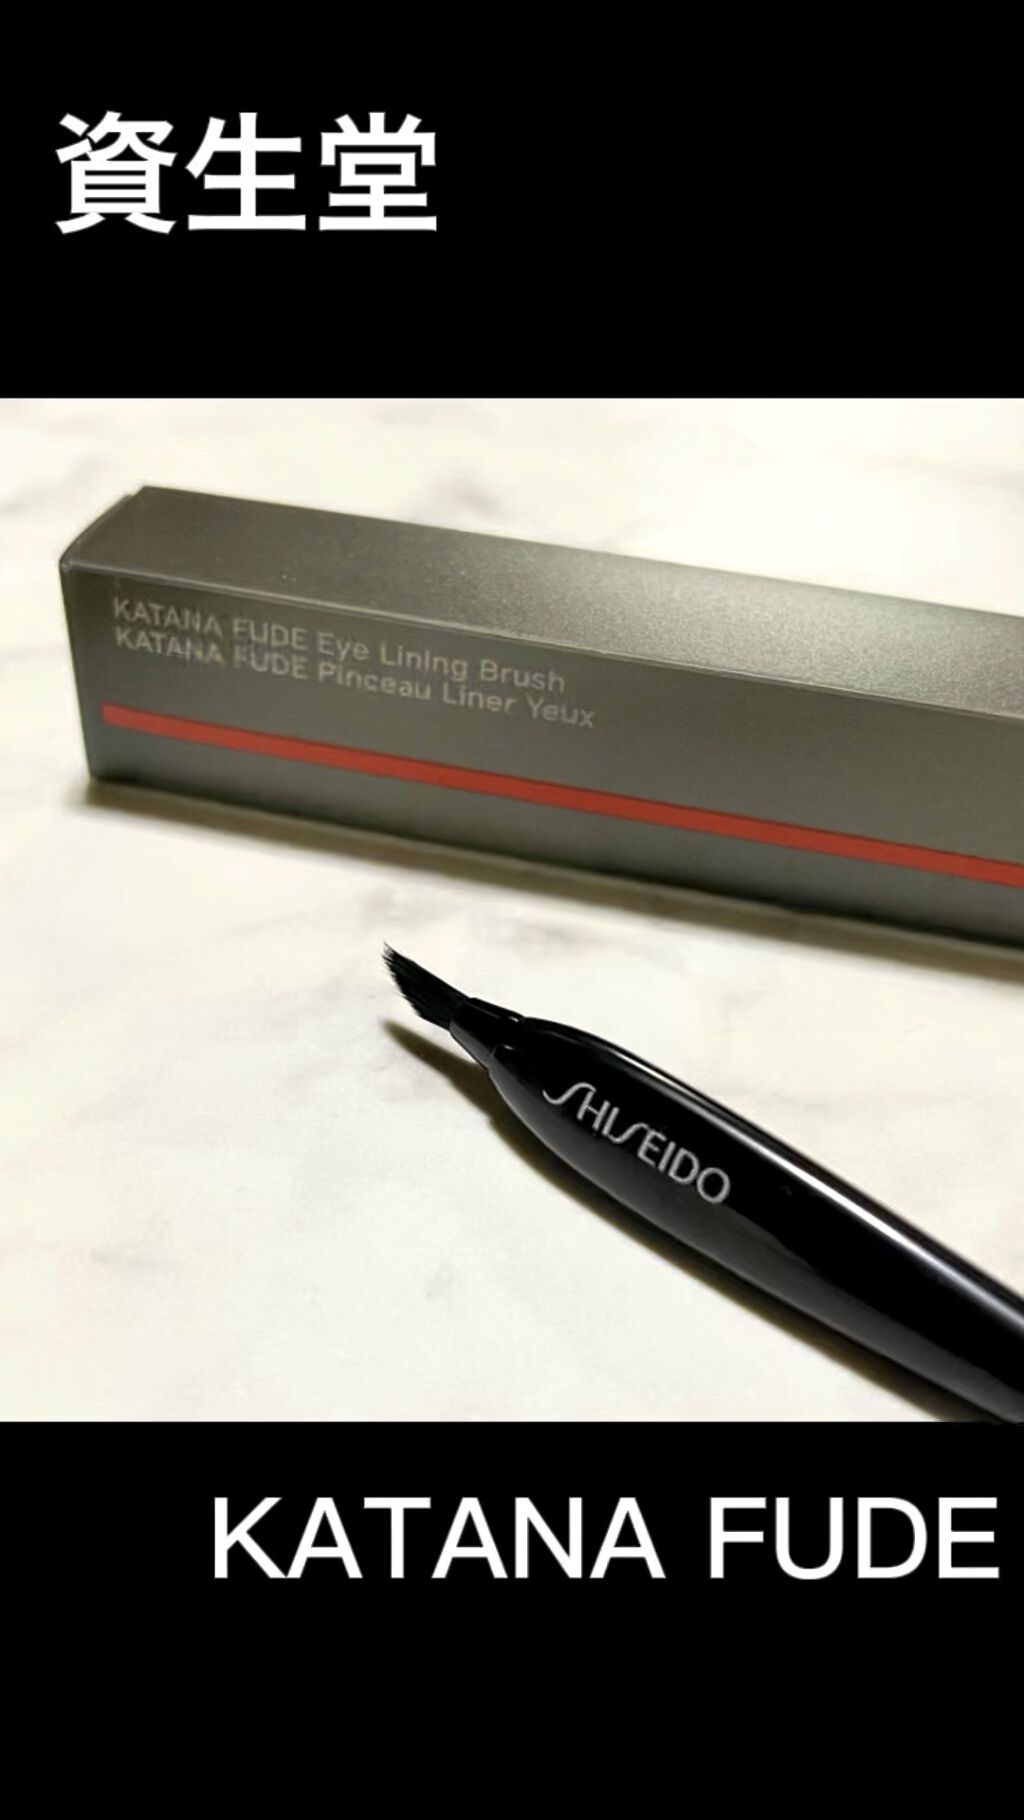 資生堂
KATANA FUDE Eye Lining Brush
KATANA FUDE Pinceau Liner Yeux
SHISEIDO
KATANA FUDE